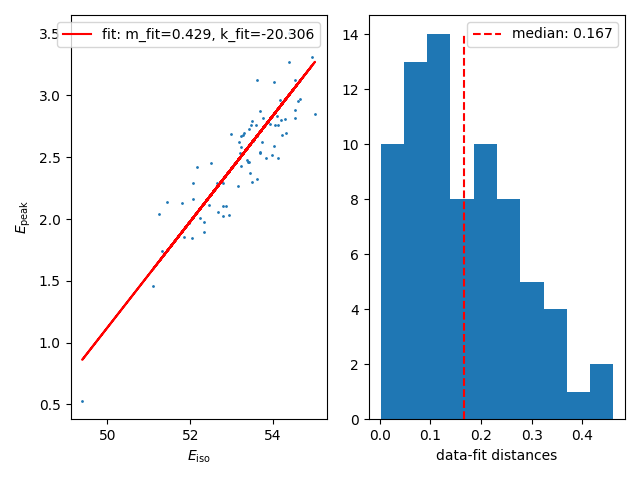 fit: m_fit=0.429, k_fit=-20.306
3.5
3.0
2.5
2.0
1.5
1.0
0.5
E_peak
50 52 54
E_iso
median: 0.167
14
12
10
8
6
4
2
0
0.0 0.1 0.2 0.3 0.4
data-fit distances